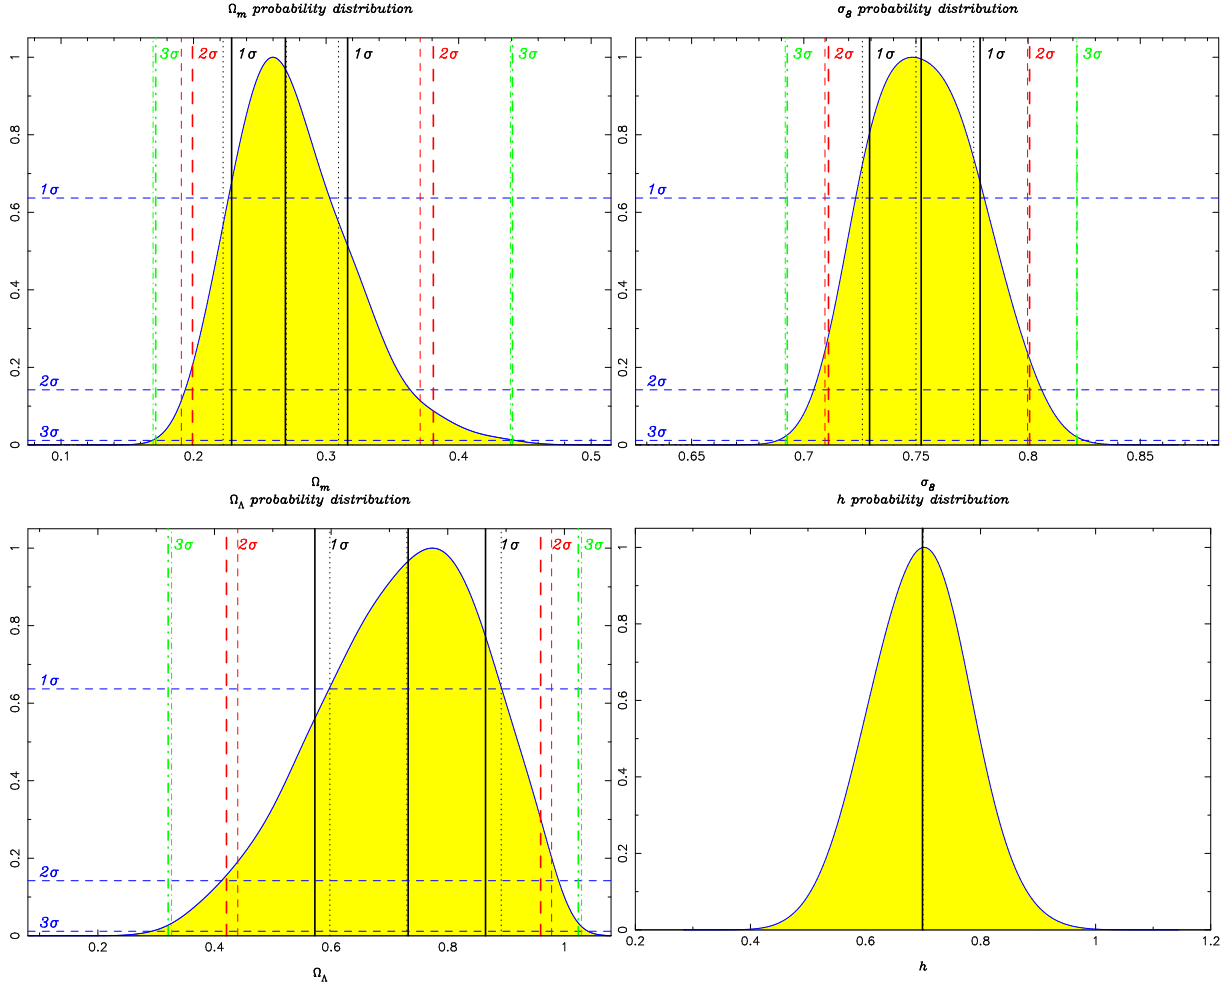 Ωm probability distribution
3σ 2σ 1σ 1σ 2σ 3σ
1σ
2σ
3σ
0 0.2 0.4 0.6 0.8 1
0.1 0.2 0.3 0.4 0.5
Ωm
σ8 probability distribution
3σ 2σ 1σ 1σ 2σ 3σ
1σ
2σ
3σ
0 0.2 0.4 0.6 0.8 1
0.65 0.7 0.75 0.8 0.85
σ8
ΩΛ probability distribution
3σ 2σ 1σ 1σ 2σ 3σ
1σ
2σ
3σ
0 0.2 0.4 0.6 0.8 1
0.2 0.4 0.6 0.8 1
ΩΛ
h probability distribution
0 0.2 0.4 0.6 0.8 1
0.2 0.4 0.6 0.8 1 1.2
h